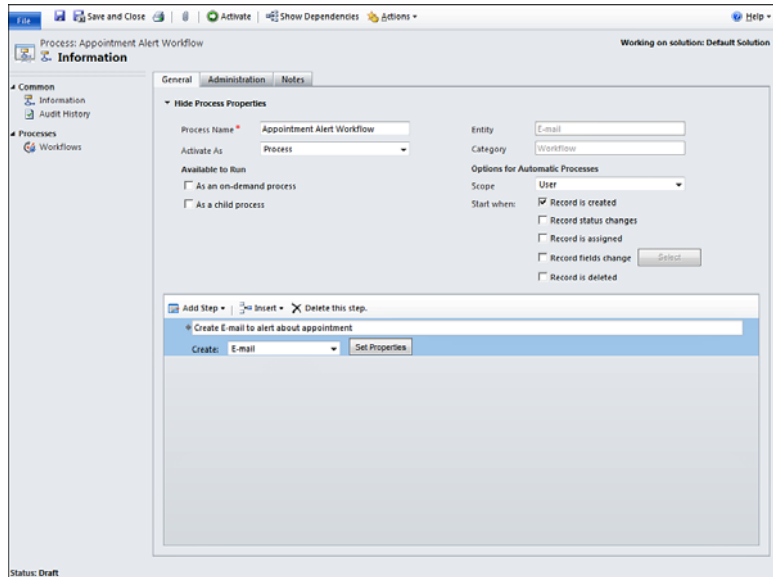 File Save and Close Activate Show Dependencies Actions Help
Process: Appointment Alert Workflow Working on solution: Default Solution
Information
Common
Information
Audit History
Processes
Workflows
General Administration Notes
Hide Process Properties
Process Name* Appointment Alert Workflow Entity E-mail
Activate As Process Category Workflow
Available to Run Options for Automatic Processes
As an on-demand process Scope User
As a child process Start when: Record is created
Record status changes
Record is assigned
Record fields change Select
Record is deleted
Add Step Insert Delete this step.
Create E-mail to alert about appointment
Create: E-mail Set Properties
Status: Draft